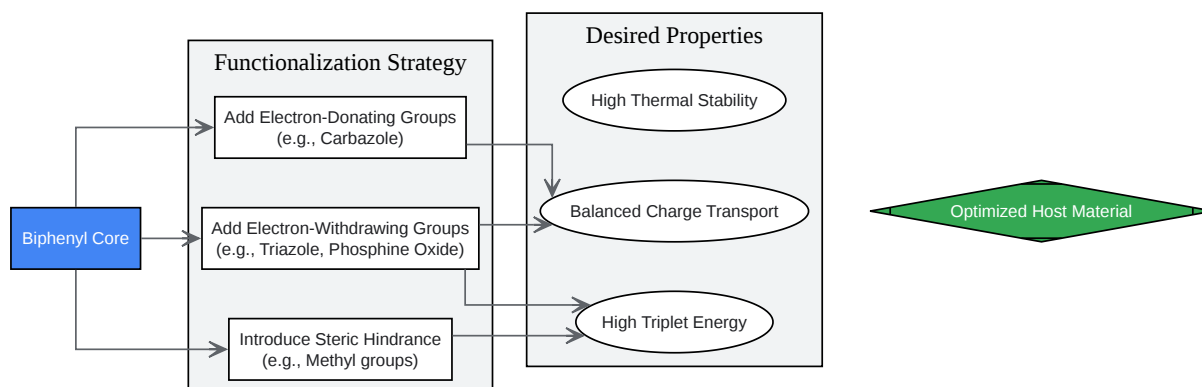 Desired Properties
Functionalization Strategy
High Thermal Stability
Add Electron-Donating Groups
(e.g., Carbazole)
Biphenyl Core
Add Electron-Withdrawing Groups
(e.g., Triazole, Phosphine Oxide)
Balanced Charge Transport
Optimized Host Material
Introduce Steric Hindrance
(e.g., Methyl groups)
High Triplet Energy